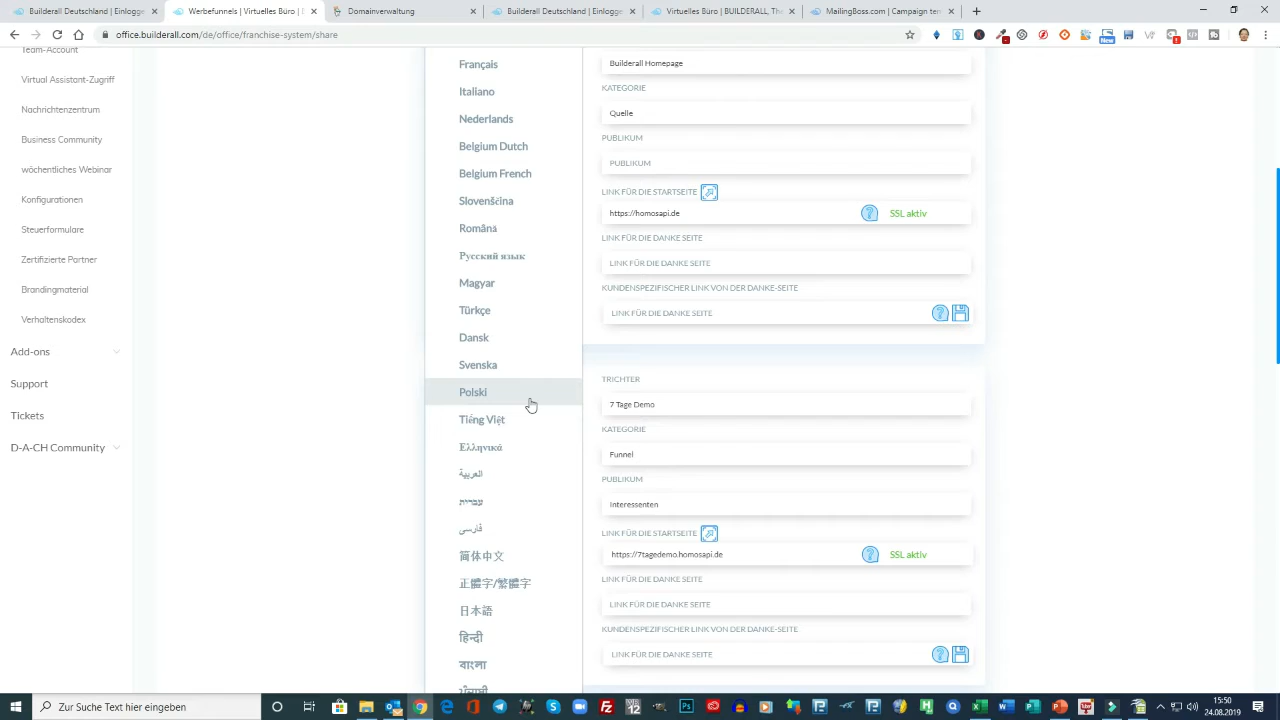 Builderall Deutschland | Einlogge
Werbefunnels | Virtuelles Büro |
Domainverwaltung
Builderall Deutschland | Einlogge
Virtuelles Büro | BUILDERALL, Th
MailingBoss.com | Campaign te
office.builderall.com/de/office/franchise-system/share
Team-Account
Virtual Assistant-Zugriff
Nachrichtenzentrum
Business Community
wöchentliches Webinar
Konfigurationen
Steuerformulare
Zertifizierte Partner
Brandingmaterial
Verhaltenskodex
Add-ons
Support
Tickets
D-A-CH Community
Français
Italiano
Nederlands
Belgium Dutch
Belgium French
Slovenščina
Română
Русский язык
Magyar
Türkçe
Dansk
Svenska
Polski
Tiếng Việt
Ελληνικά
العربية
עברית
فارسی
简体中文
正體字/繁體字
日本語
हिन्दी
বাংলা
ਪੰਜਾਬੀ
Builderall Homepage
KATEGORIE
Quelle
PUBLIKUM
PUBLIKUM
LINK FÜR DIE STARTSEITE
https://homosapi.de
SSL aktiv
LINK FÜR DIE DANKE SEITE
LINK FÜR DIE DANKE SEITE
KUNDENSPEZIFISCHER LINK VON DER DANKE-SEITE
LINK FÜR DIE DANKE SEITE
TRICHTER
7 Tage Demo
KATEGORIE
Funnel
PUBLIKUM
Interessenten
LINK FÜR DIE STARTSEITE
https://7tagedemo.homosapi.de
SSL aktiv
LINK FÜR DIE DANKE SEITE
LINK FÜR DIE DANKE SEITE
KUNDENSPEZIFISCHER LINK VON DER DANKE-SEITE
LINK FÜR DIE DANKE SEITE
Zur Suche Text hier eingeben
15:50
24.08.2019